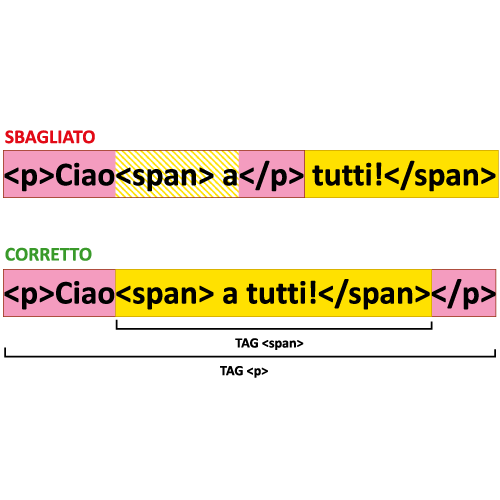 SBAGLIATO
<p>Ciao<span> a</p> tutti!</span>
CORRETTO
<p>Ciao<span> a tutti!</span></p>
TAG <span>
TAG <p>